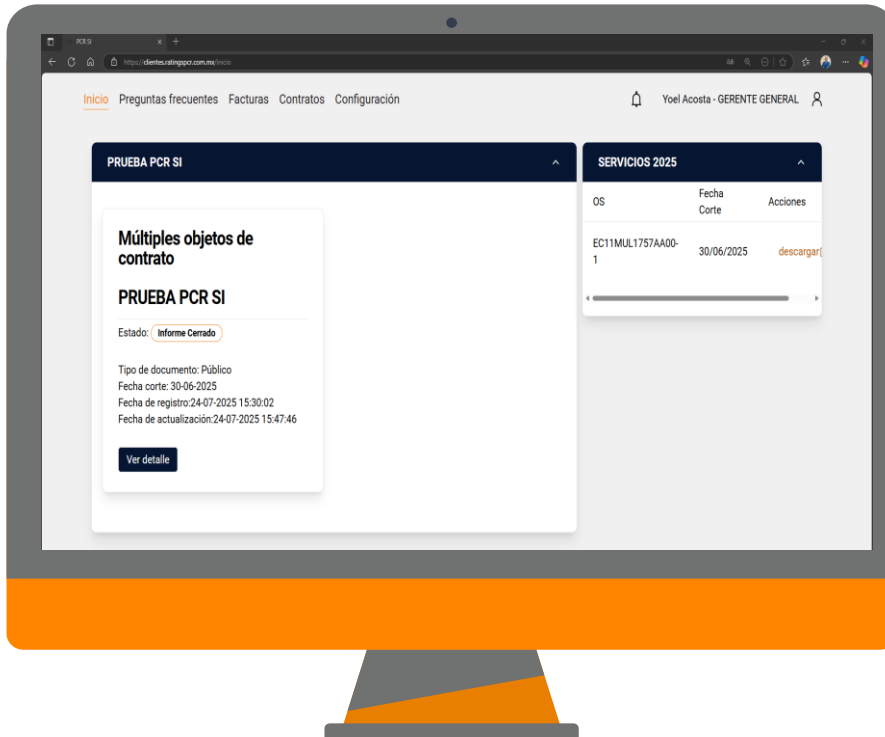 PCR SI
https://clientes.ratingspcr.com.mx/inicio
Inicio Preguntas frecuentes Facturas Contratos Configuración
Yoel Acosta - GERENTE GENERAL
PRUEBA PCR SI
Múltiples objetos de
contrato
PRUEBA PCR SI
Estado: Informe Cerrado
Tipo de documento: Público
Fecha corte: 30-06-2025
Fecha de registro:24-07-2025 15:30:02
Fecha de actualización:24-07-2025 15:47:46
Ver detalle
SERVICIOS 2025
OS Fecha Corte Acciones
EC11MUL1757AA00-
1
30/06/2025 descargar(